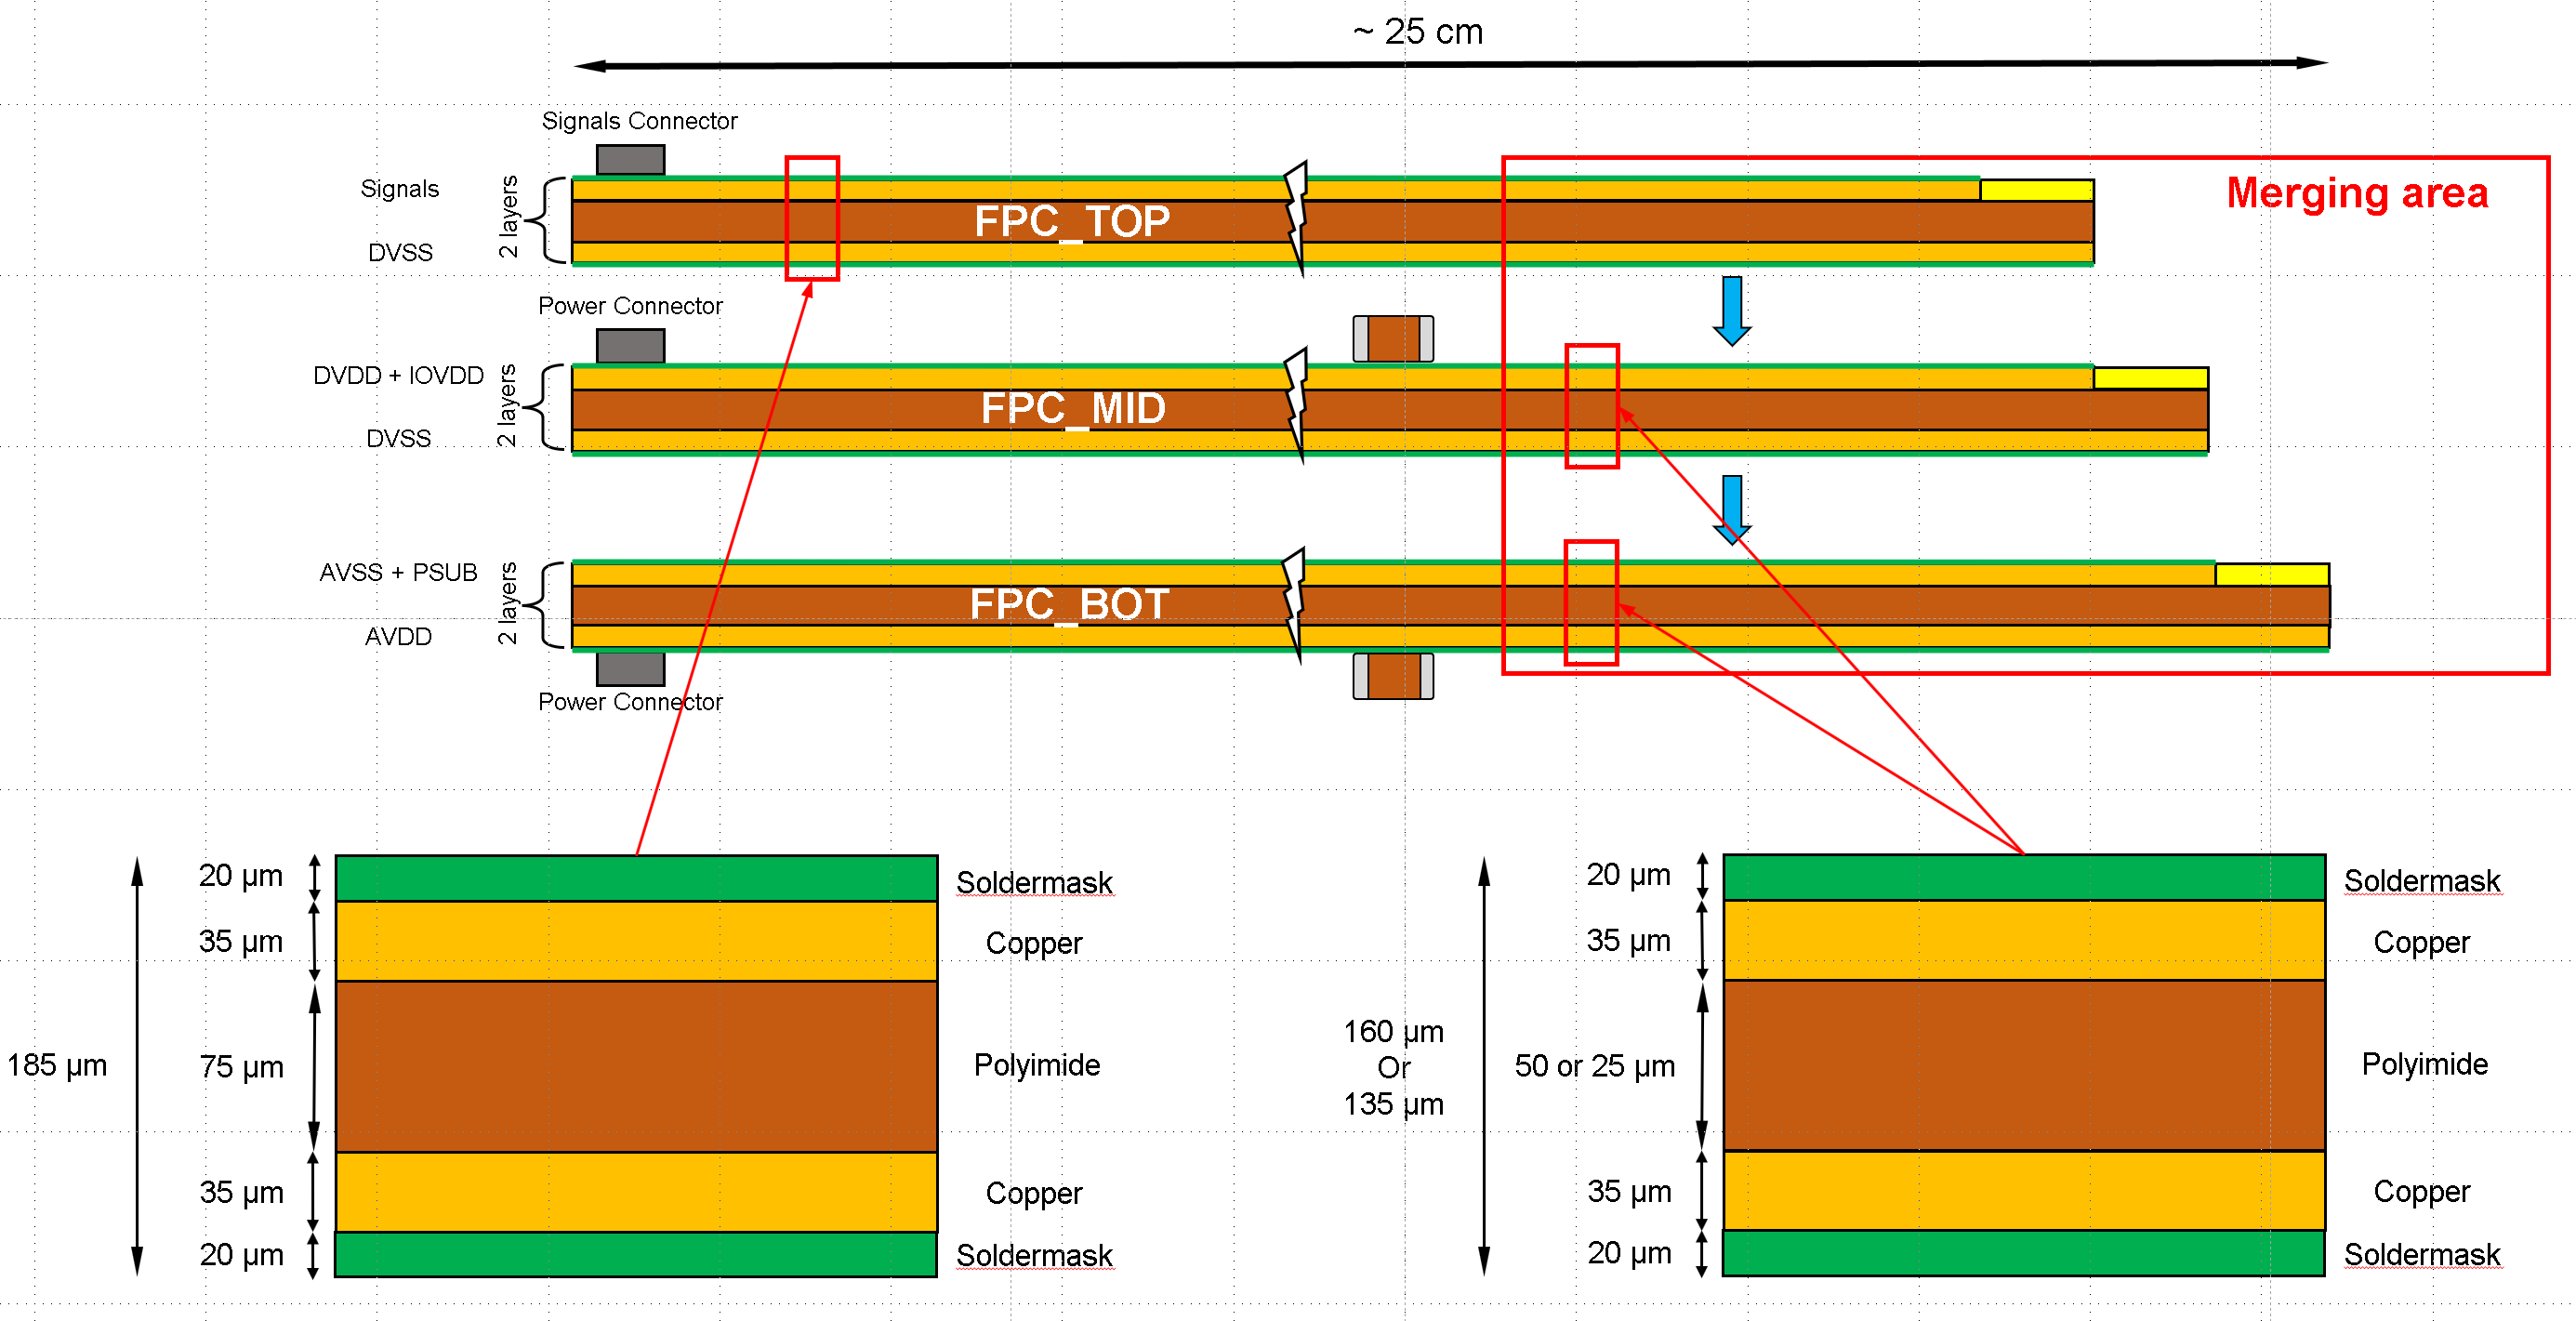 ~ 25 cm
Signals Connector
Merging area
Signals
2 layers
FPC_TOP
DVSS
Power Connector
DVDD + IOVDD
2 layers
FPC_MID
DVSS
AVSS + PSUB
2 layers
FPC_BOT
AVDD
Power Connector
20 µm
Soldermask
35 µm
Copper
185 µm
75 µm
Polyimide
35 µm
Copper
20 µm
Soldermask
20 µm
Soldermask
35 µm
Copper
160 µm
Or
135 µm
50 or 25 µm
Polyimide
35 µm
Copper
20 µm
Soldermask